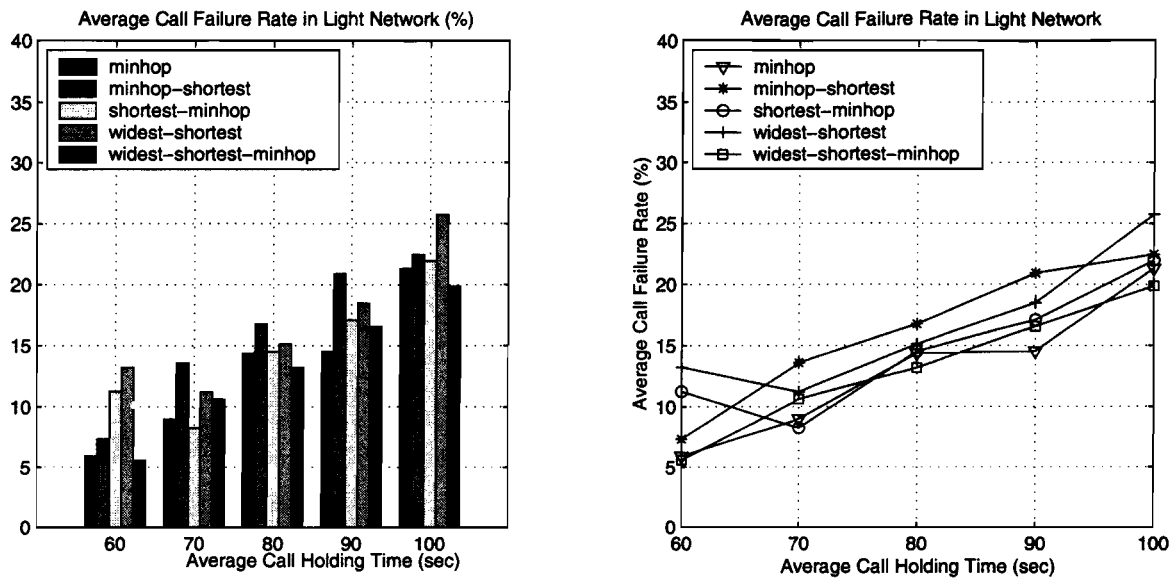 Average Call Failure Rate in Light Network (%)
40
35
30
25
20
15
10
5
0
minhop
minhop-shortest
shortest-minhop
widest-shortest
widest-shortest-minhop
60
70
80
90
100
Average Call Holding Time (sec)
Average Call Failure Rate in Light Network
Average Call Failure Rate (%)
40
35
30
25
20
15
10
5
0
minhop
minhop-shortest
shortest-minhop
widest-shortest
widest-shortest-minhop
60
70
80
90
100
Average Call Holding Time (sec)